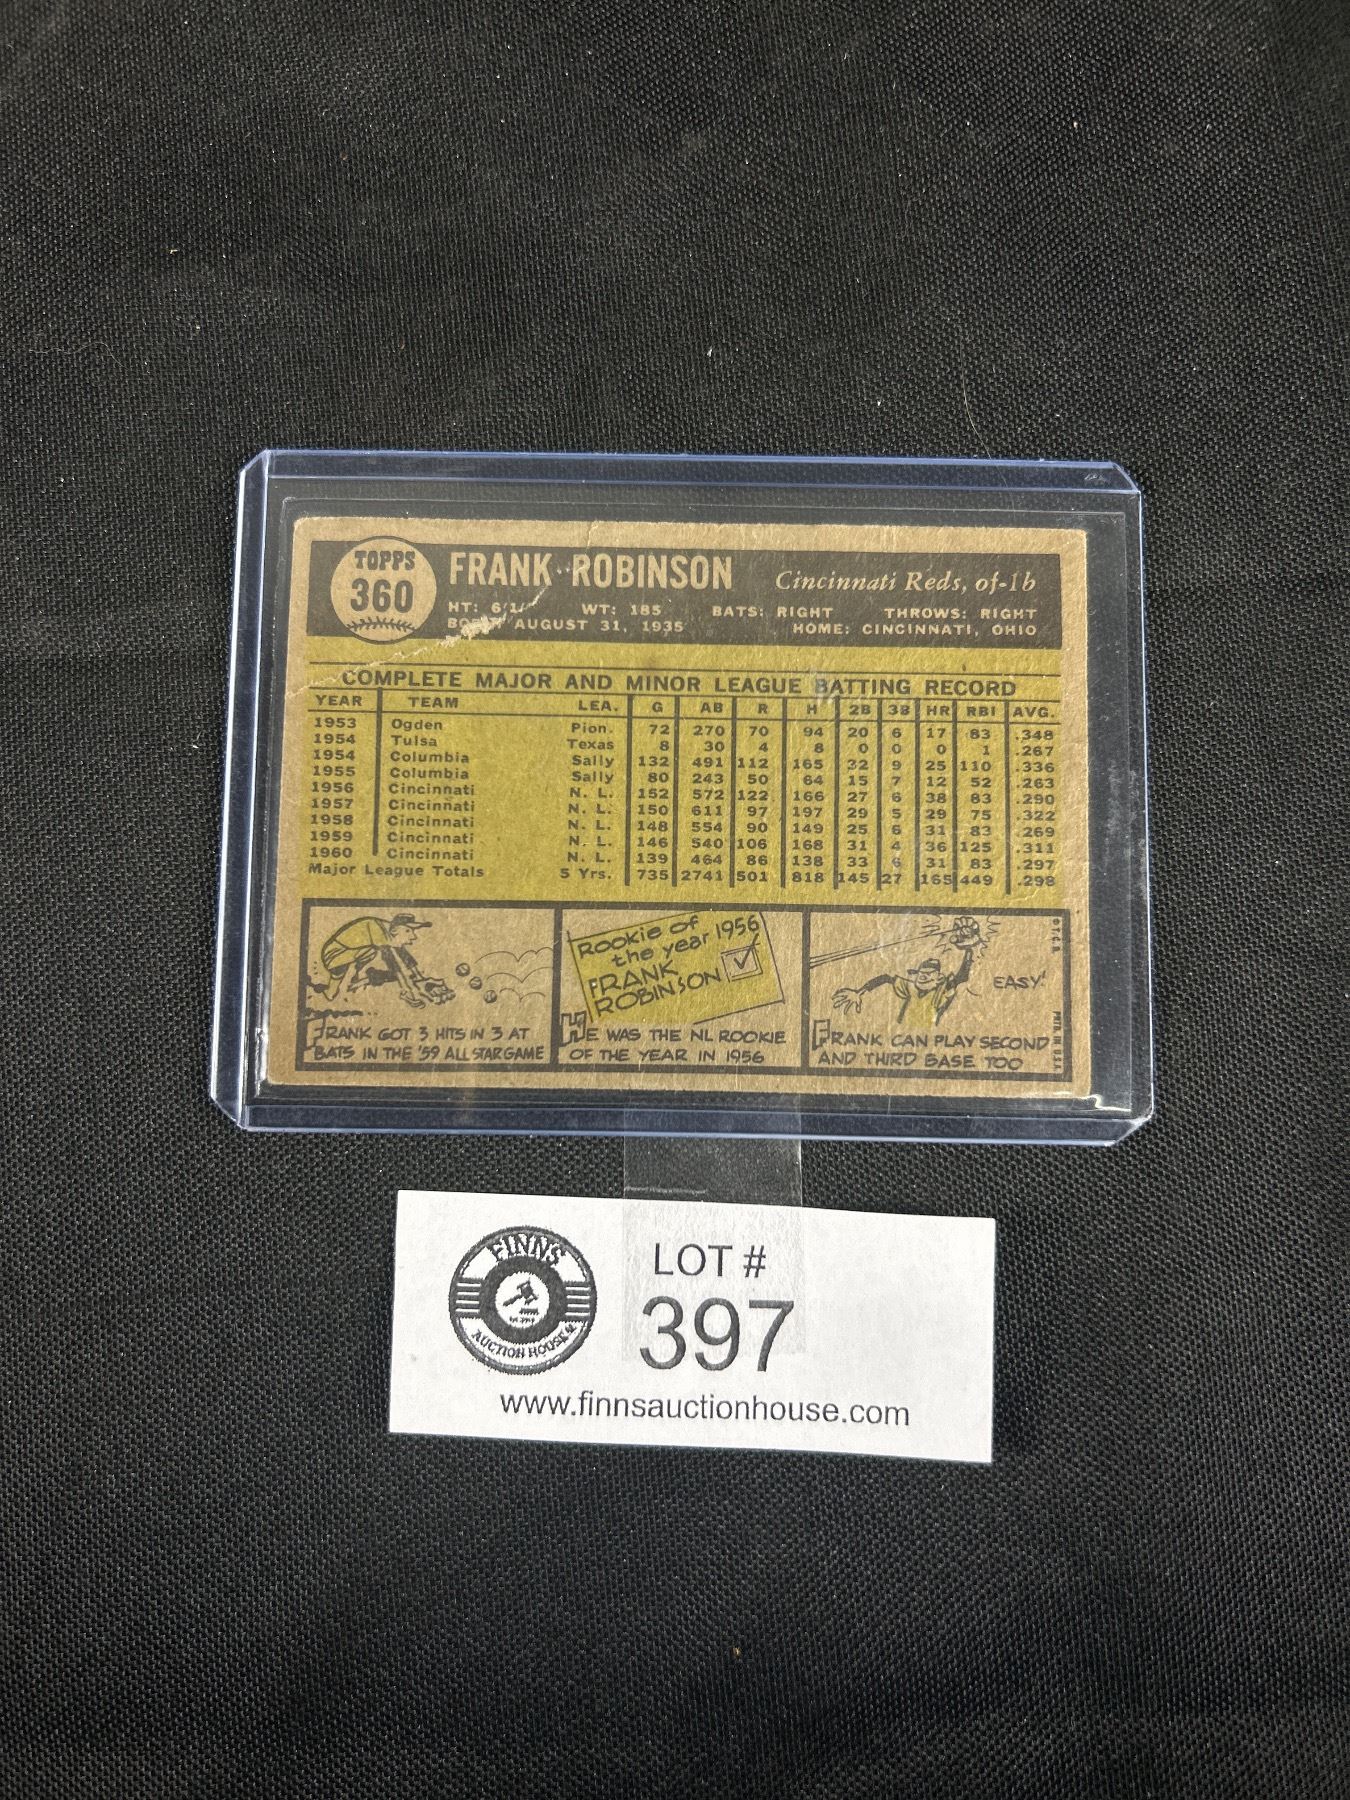 TOPPS
360
FRANK ROBINSON
Cincinnati Reds, of-1b
HT: 6'1 WT: 185 BATS: RIGHT THROWS: RIGHT
AUGUST 31, 1935 HOME: CINCINNATI, OHIO
COMPLETE MAJOR AND MINOR LEAGUE BATTING RECORD
YEAR TEAM LEA. G AB R H 2B 3B HR RBI AVG.
1953 Ogden Pion. 72 270 70 94 20 6 17 83 .348
1954 Tulsa Texas 8 30 4 8 0 0 0 1 .267
1954 Columbia Sally 132 491 112 165 32 9 25 110 .336
1955 Columbia Sally 80 243 50 64 15 7 12 52 .263
1956 Cincinnati N. L. 152 572 122 166 27 6 38 83 .290
1957 Cincinnati N. L. 150 611 97 197 29 5 29 75 .322
1958 Cincinnati N. L. 148 554 90 149 25 6 31 83 .269
1959 Cincinnati N. L. 146 540 106 168 31 4 36 125 .311
1960 Cincinnati N. L. 139 464 86 138 33 6 31 83 .297
Major League Totals 5 Yrs. 735 2741 501 818 145 27 165 449 .298
FRANK GOT 3 HITS IN 3 AT
BATS IN THE '59 ALL STAR GAME
Rookie of
the year 1956
FRANK
ROBINSON
HE WAS THE NL ROOKIE
OF THE YEAR IN 1956
EASY!
FRANK CAN PLAY SECOND
AND THIRD BASE TOO
© T.C.G.
PRTD. IN U.S.A.
FINNS
AUCTION HOUSE
LOT #
397
www.finnsauctionhouse.com